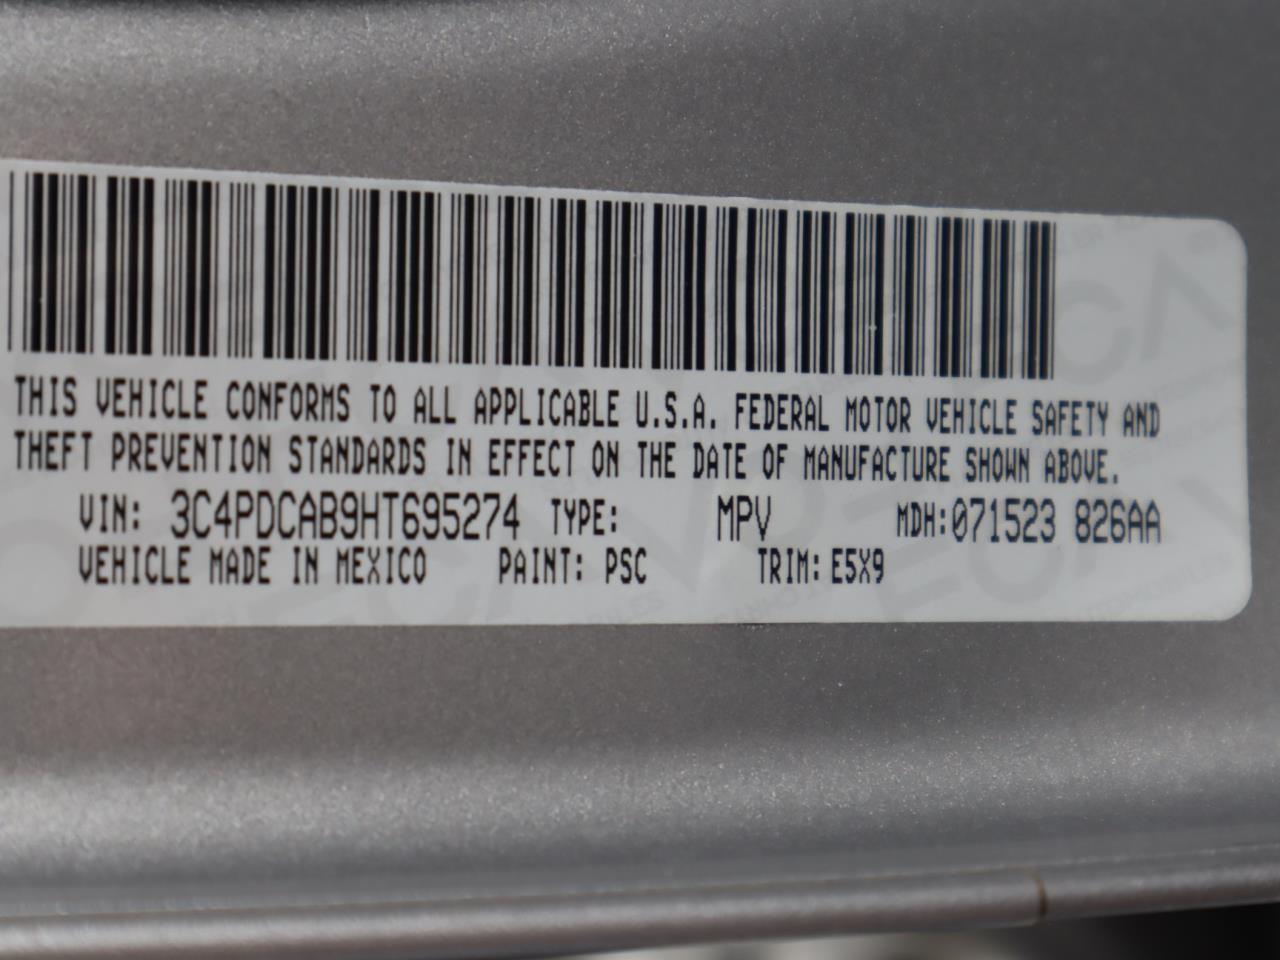 THIS VEHICLE CONFORMS TO ALL APPLICABLE U.S.A. FEDERAL MOTOR VEHICLE SAFETY AND
THEFT PREVENTION STANDARDS IN EFFECT ON THE DATE OF MANUFACTURE SHOWN ABOVE.
VIN: 3C4PDCAB9HT695274 TYPE: MPV MDH:071523 826AA
VEHICLE MADE IN MEXICO PAINT: PSC TRIM: E5X9